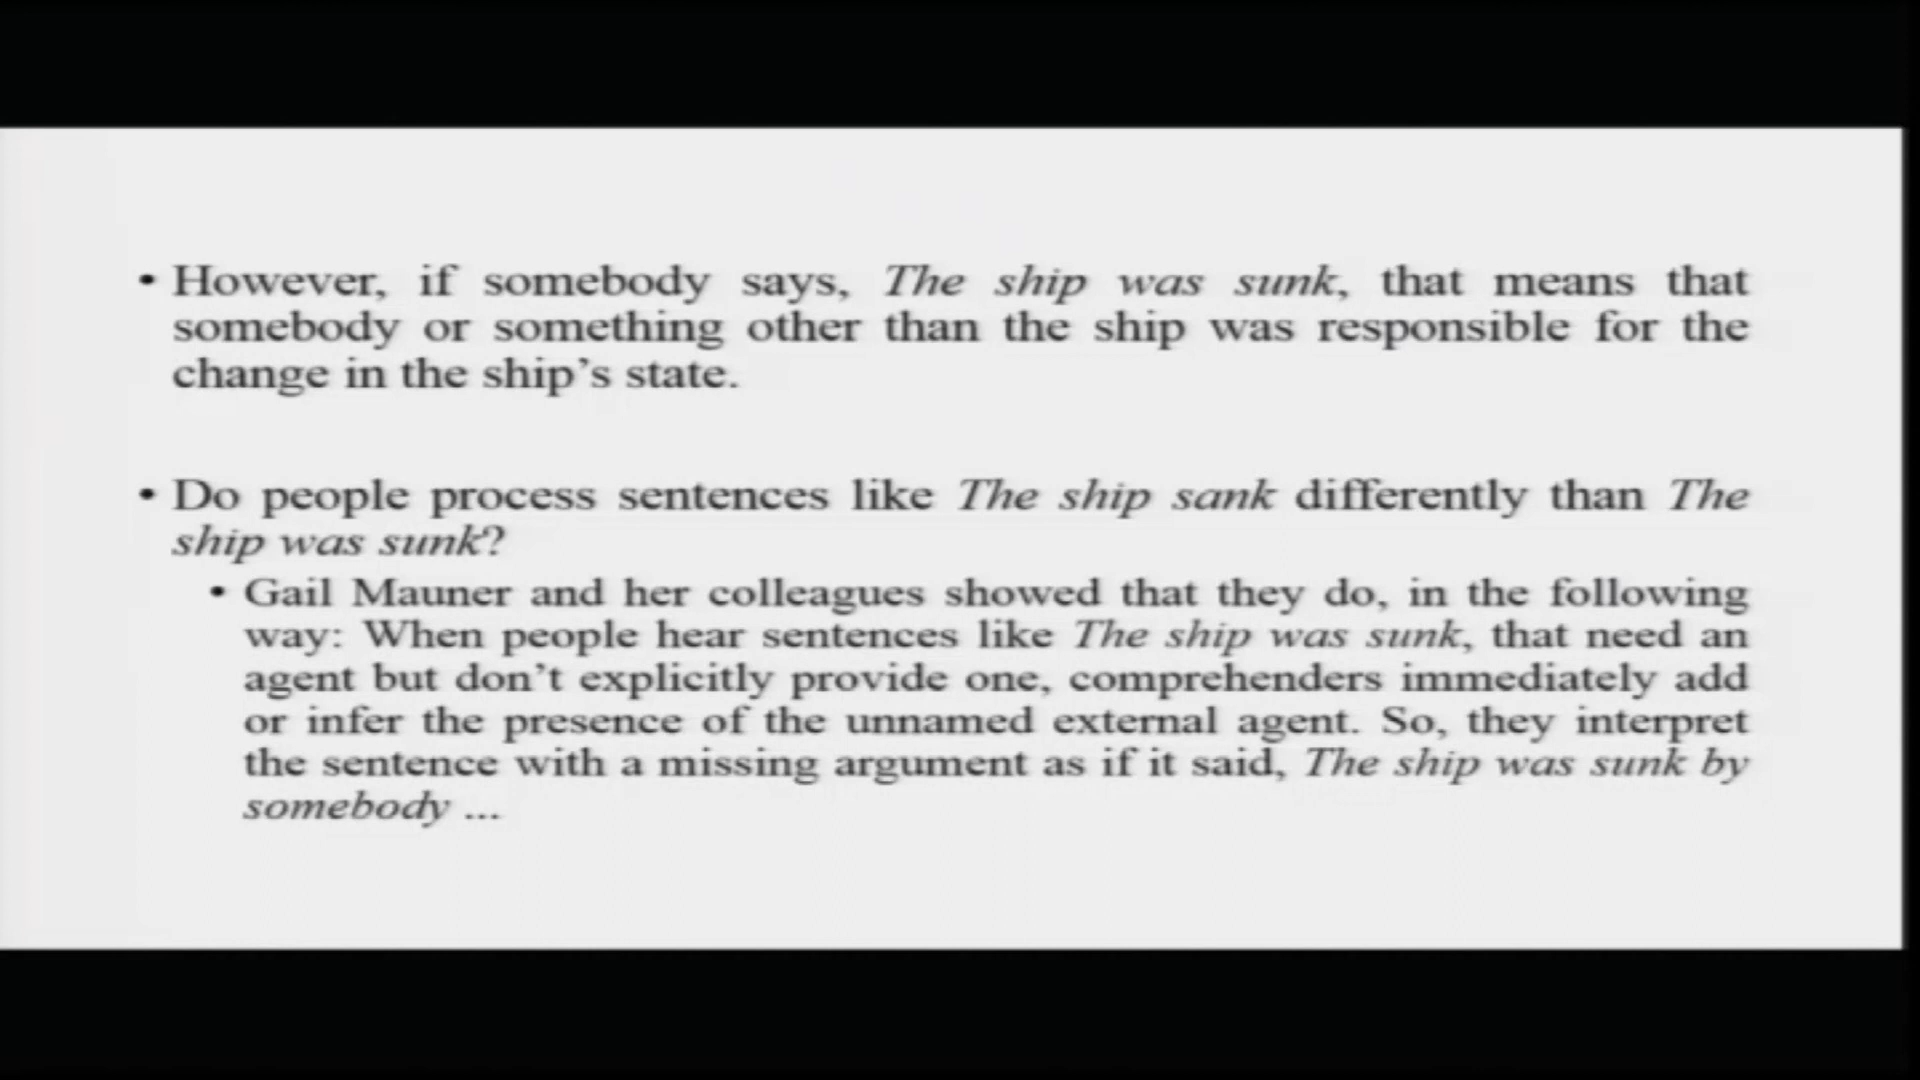 • However, if somebody says, The ship was sunk, that means that
somebody or something other than the ship was responsible for the
change in the ship’s state.
• Do people process sentences like The ship sank differently than The
ship was sunk?
• Gail Mauner and her colleagues showed that they do, in the following
way: When people hear sentences like The ship was sunk, that need an
agent but don’t explicitly provide one, comprehenders immediately add
or infer the presence of the unnamed external agent. So, they interpret
the sentence with a missing argument as if it said, The ship was sunk by
somebody ...